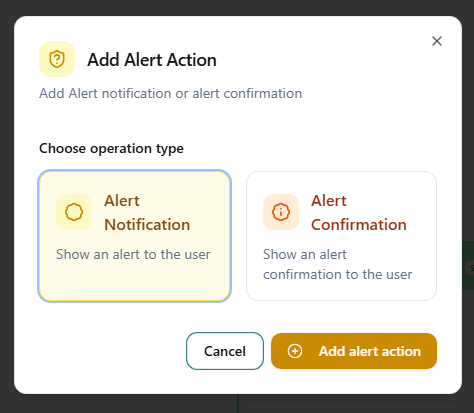 Add Alert Action
Add Alert notification or alert confirmation
Choose operation type
Alert
Notification
Show an alert to the user
Alert
Confirmation
Show an alert
confirmation to the user
Cancel
Add alert action